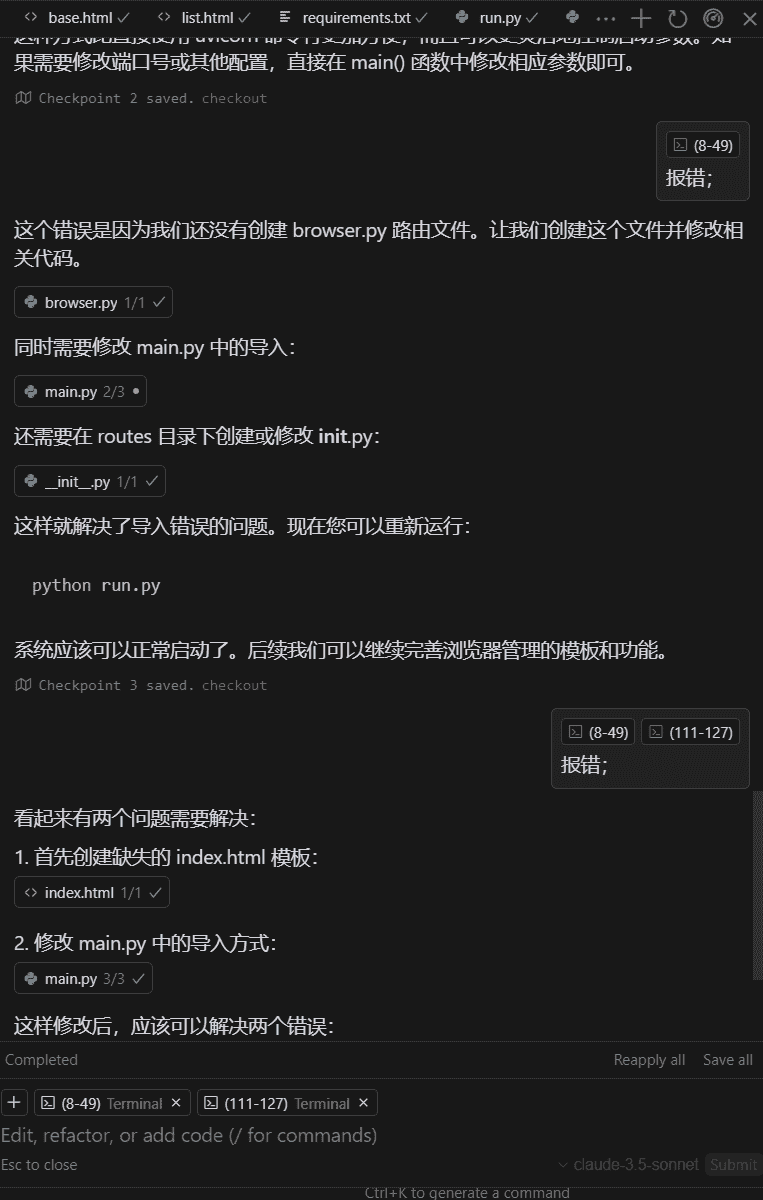 base.html
list.html
requirements.txt
run.py
果需要修改端口号或其他配置，直接在 main() 函数中修改相应参数即可。
Checkpoint 2 saved. checkout
(8-49)
报错；
这个错误是因为我们还没有创建 browser.py 路由文件。让我们创建这个文件并修改相
关代码。
browser.py 1/1
同时需要修改 main.py 中的导入：
main.py 2/3
还需要在 routes 目录下创建或修改 init.py：
__init__.py 1/1
这样就解决了导入错误的问题。现在您可以重新运行：
python run.py
系统应该可以正常启动了。后续我们可以继续完善浏览器管理的模板和功能。
Checkpoint 3 saved. checkout
(8-49) (111-127)
报错；
看起来有两个问题需要解决：
1. 首先创建缺失的 index.html 模板：
index.html 1/1
2. 修改 main.py 中的导入方式：
main.py 3/3
这样修改后，应该可以解决两个错误：
Completed Reapply all Save all
(8-49) Terminal × (111-127) Terminal ×
Edit, refactor, or add code (/ for commands)
Esc to close claude-3.5-sonnet Submit
Ctrl+K to generate a command